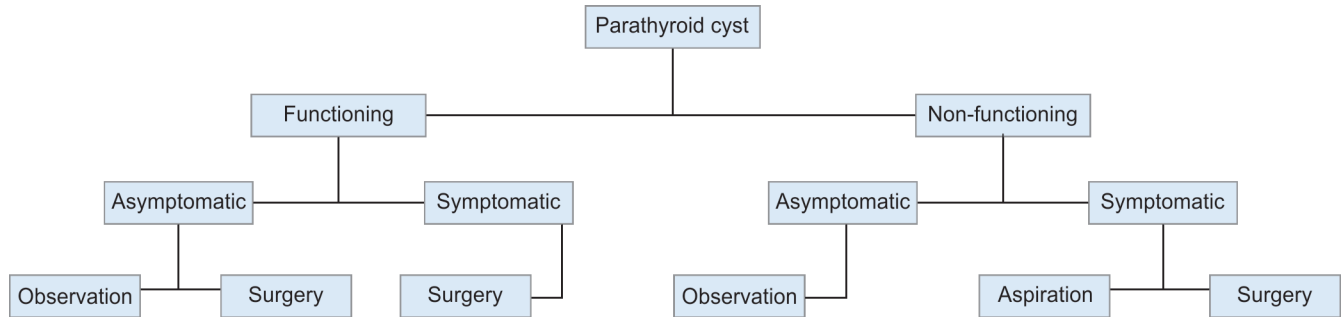 Parathyroid cyst
Functioning
Non-functioning
Asymptomatic
Symptomatic
Asymptomatic
Symptomatic
Observation
Surgery
Surgery
Observation
Aspiration
Surgery